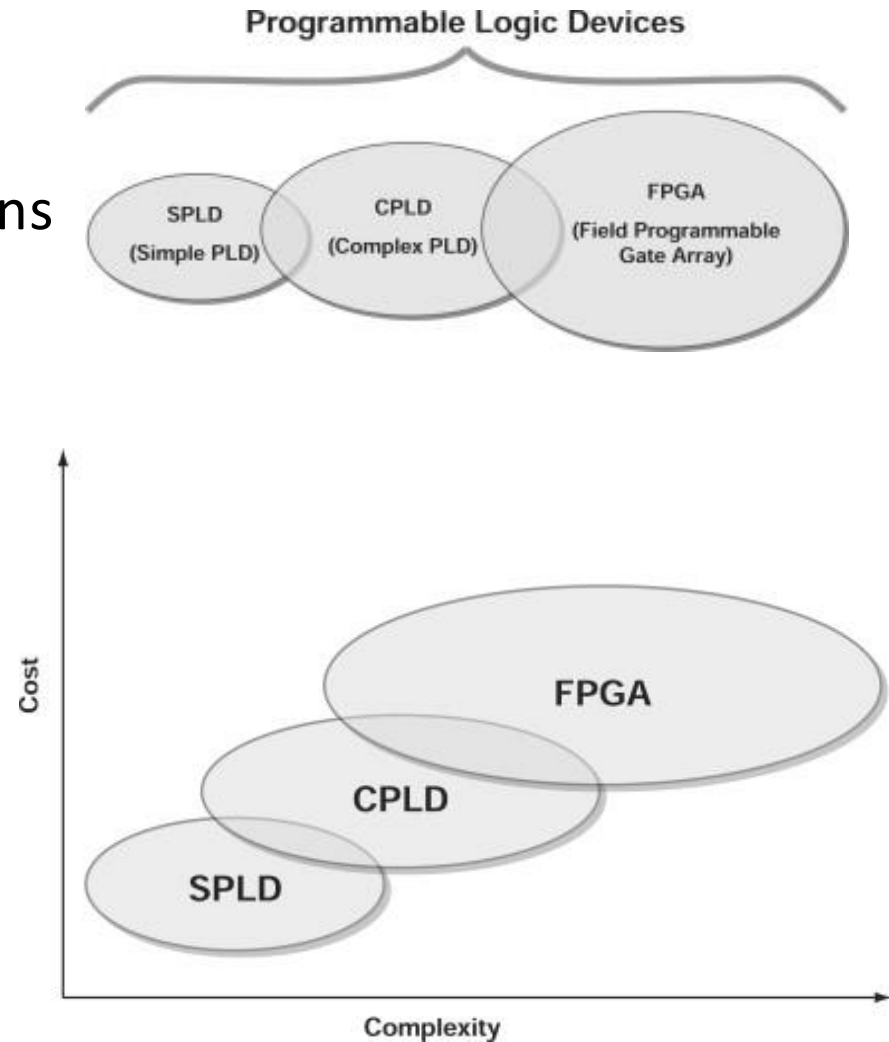 Programmable Logic Devices
ns
SPLD
(Simple PLD)
CPLD
(Complex PLD)
FPGA
(Field Programmable
Gate Array)
Cost
FPGA
CPLD
SPLD
Complexity